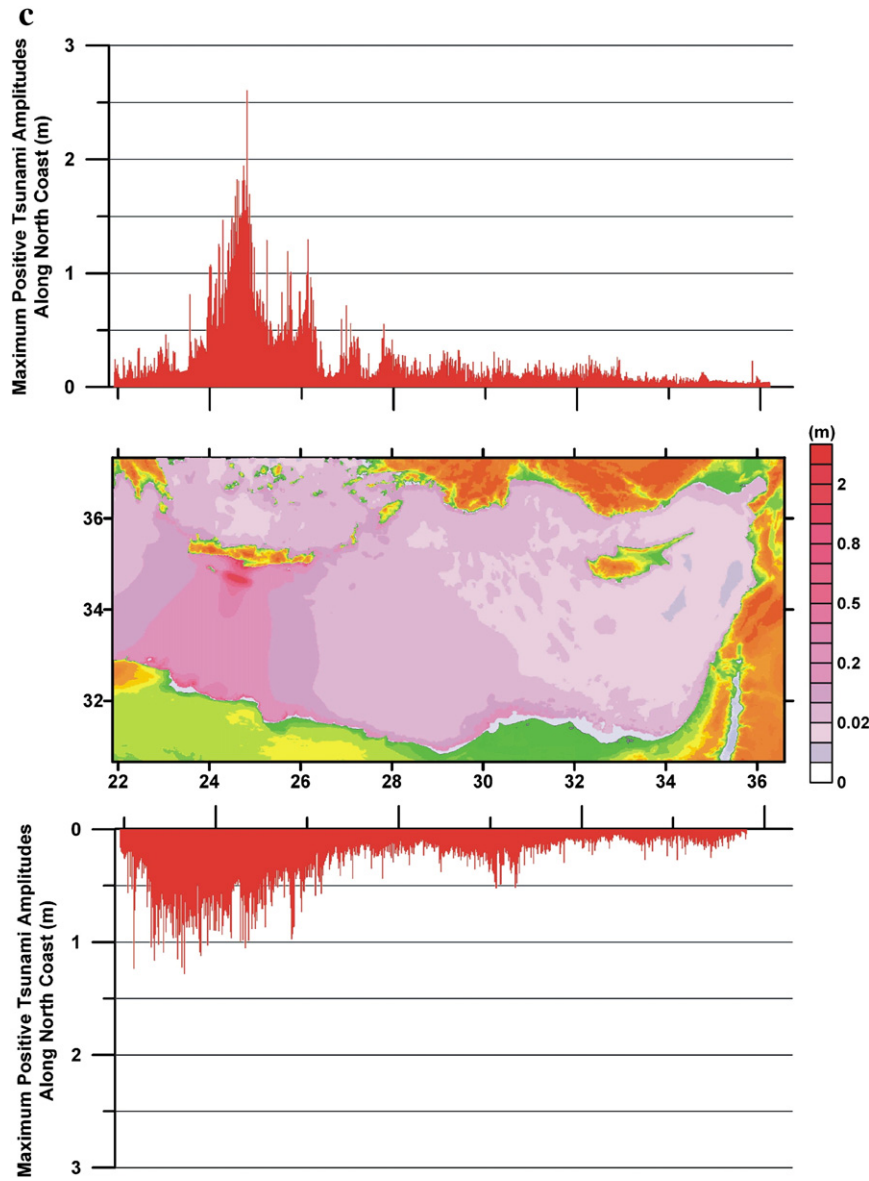 c
Maximum Positive Tsunami Amplitudes
Along North Coast (m)
3
2
1
0
(m)
2
0.8
0.5
0.2
0.02
0
36
34
32
22 24 26 28 30 32 34 36
Maximum Positive Tsunami Amplitudes
Along North Coast (m)
0
1
2
3